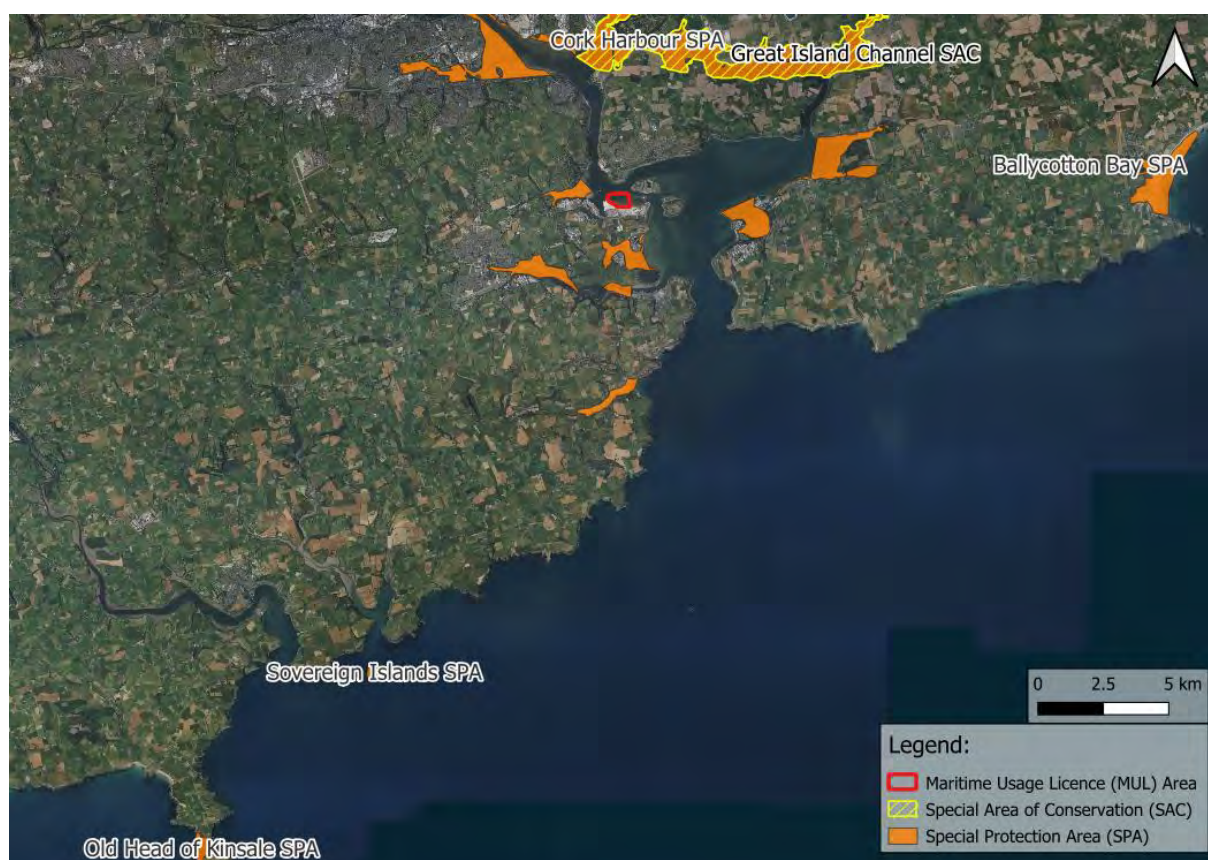 Cork Harbour SPA
Great Island Channel SAC
Ballycotton Bay SPA
Sovereign Islands SPA
Old Head of Kinsale SPA
0 2.5 5 km
Legend:
Maritime Usage Licence (MUL) Area
Special Area of Conservation (SAC)
Special Protection Area (SPA)